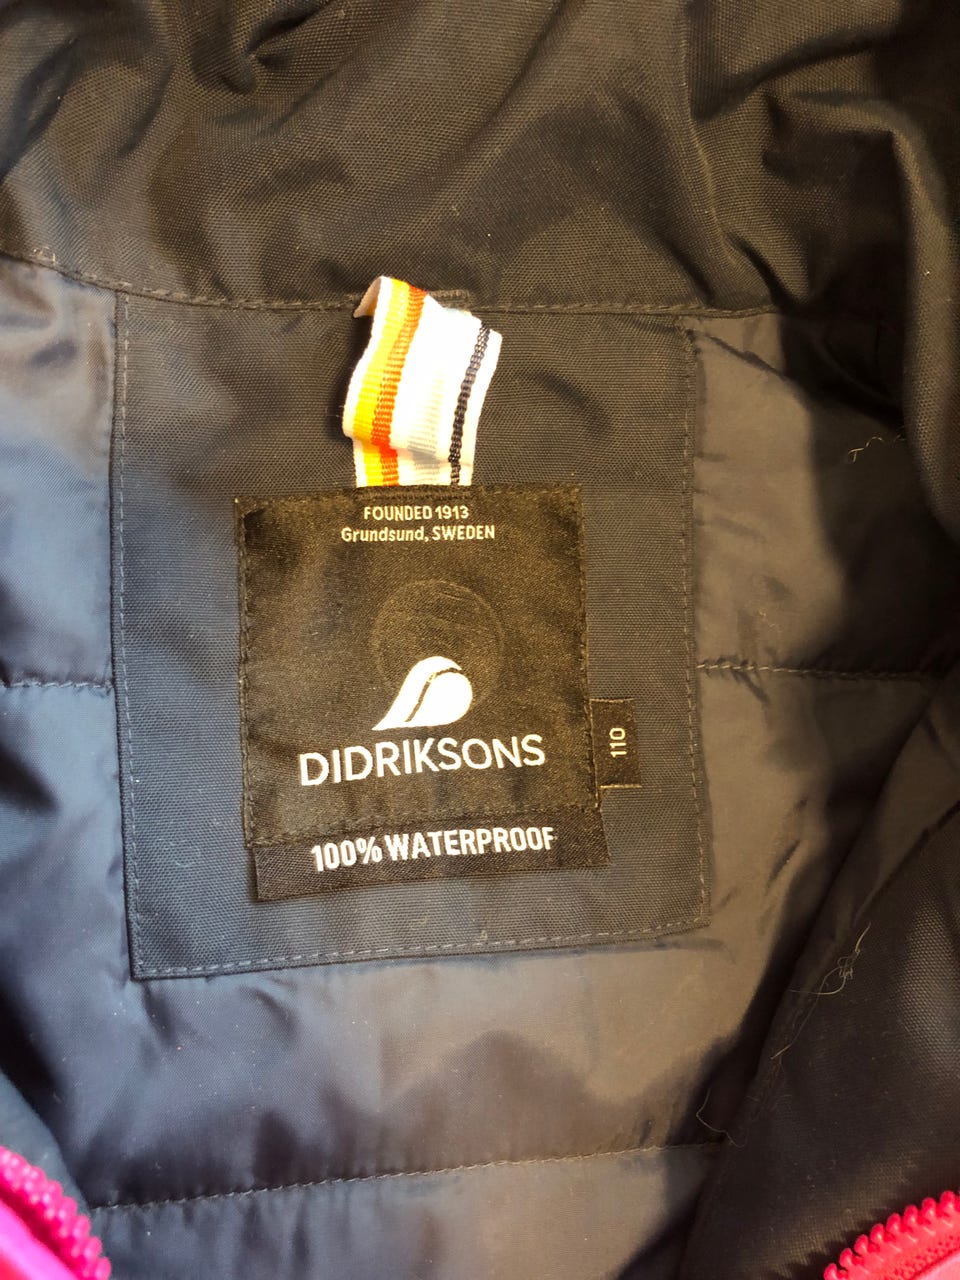 FOUNDED 1913
Grundsund, SWEDEN
DIDRIKSONS
110
100% WATERPROOF